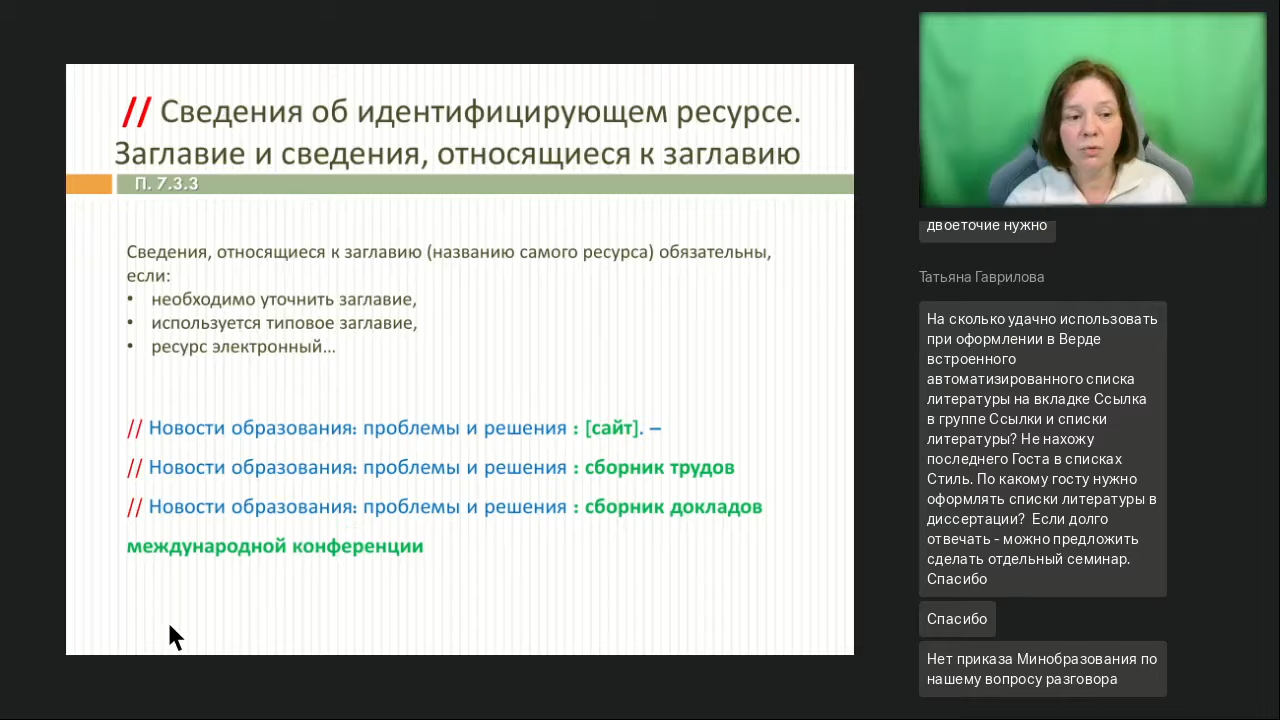 // Сведения об идентифицирующем ресурсе.
Заглавие и сведения, относящиеся к заглавию
П. 7.3.3
Сведения, относящиеся к заглавию (названию самого ресурса) обязательны,
если:
• необходимо уточнить заглавие,
• используется типовое заглавие,
• ресурс электронный…
// Новости образования: проблемы и решения : [сайт]. –
// Новости образования: проблемы и решения : сборник трудов
// Новости образования: проблемы и решения : сборник докладов
международной конференции
двоеточие нужно
Татьяна Гаврилова
На сколько удачно использовать
при оформлении в Верде
встроенного
автоматизированного списка
литературы на вкладке Ссылка
в группе Ссылки и списки
литературы? Не нахожу
последнего Госта в списках
Стиль. По какому госту нужно
оформлять списки литературы в
диссертации? Если долго
отвечать - можно предложить
сделать отдельный семинар.
Спасибо
Спасибо
Нет приказа Минобразования по
нашему вопросу разговора